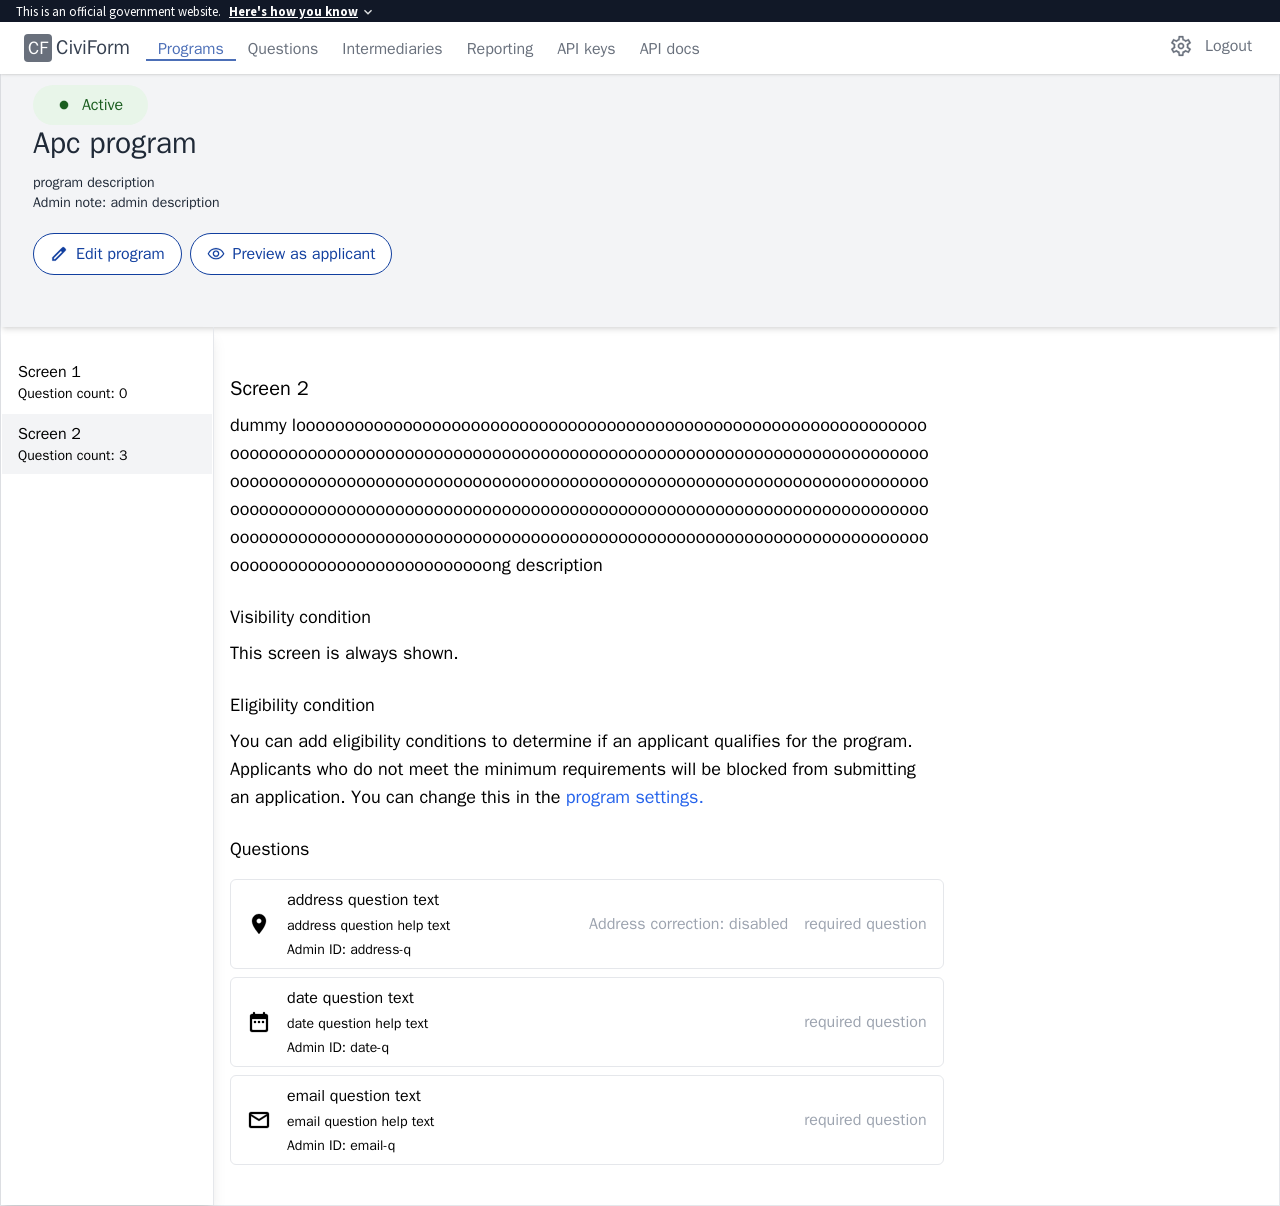 This is an official government website. Here's how you know
CF CiviForm Programs Questions Intermediaries Reporting API keys API docs Logout
Active
Apc program
program description
Admin note: admin description
Edit program Preview as applicant
Screen 1
Question count: 0
Screen 2
Question count: 3
Screen 2
dummy looooooooooooooooooooooooooooooooooooooooooooooooooooooooooooooooo
oooooooooooooooooooooooooooooooooooooooooooooooooooooooooooooooooooooooo
oooooooooooooooooooooooooooooooooooooooooooooooooooooooooooooooooooooooo
oooooooooooooooooooooooooooooooooooooooooooooooooooooooooooooooooooooooo
oooooooooooooooooooooooooooooooooooooooooooooooooooooooooooooooooooooooo
ooooooooooooooooooooooooooong description
Visibility condition
This screen is always shown.
Eligibility condition
You can add eligibility conditions to determine if an applicant qualifies for the program.
Applicants who do not meet the minimum requirements will be blocked from submitting
an application. You can change this in the program settings.
Questions
address question text
address question help text
Admin ID: address-q
Address correction: disabled required question
date question text
date question help text
Admin ID: date-q
required question
email question text
email question help text
Admin ID: email-q
required question